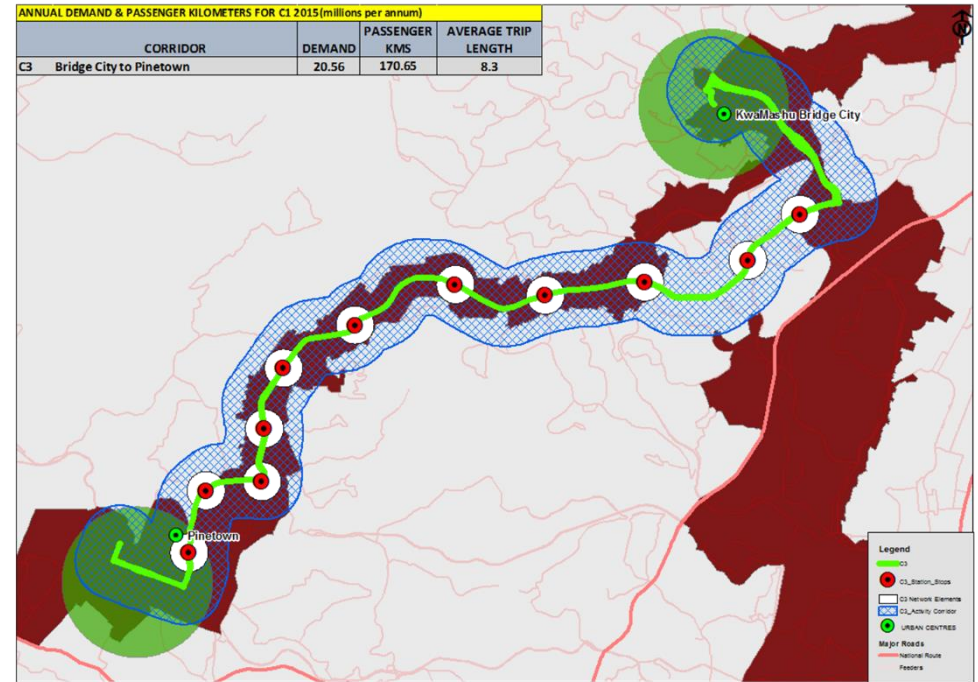 ANNUAL DEMAND & PASSENGER KILOMETERS FOR C1 2015(millions per annum)
CORRIDOR DEMAND PASSENGER KMS AVERAGE TRIP LENGTH
C3 Bridge City to Pinetown 20.56 170.65 8.3
N
KwaMashu Bridge City
Pinetown
Legend
C3
C3_Station_Stops
C3 Network Elements
C3_Activity Corridor
URBAN CENTRES
Major Roads
National Route
Feeders